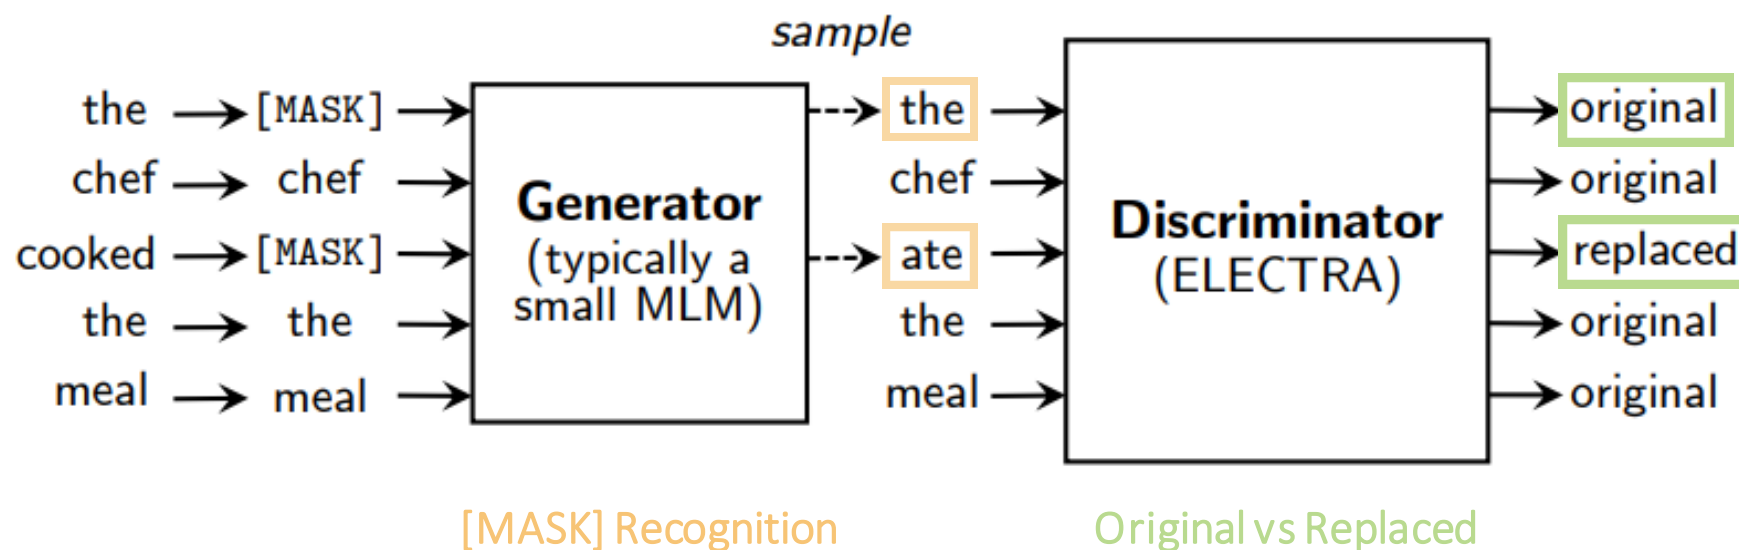 sample
the [MASK] the original
chef chef chef original
Generator
Discriminator
cooked [MASK] (typically a ate (ELECTRA) replaced
small MLM)
the the the original
meal meal meal original
[MASK] Recognition Original vs Replaced